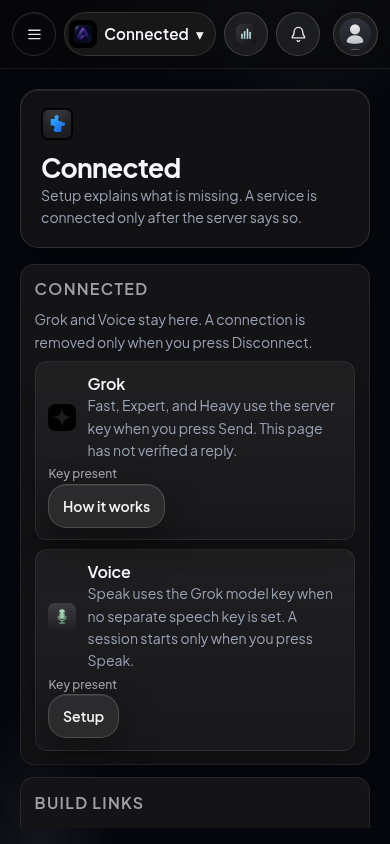 Connected ▾
Connected
Setup explains what is missing. A service is
connected only after the server says so.
CONNECTED
Grok and Voice stay here. A connection is
removed only when you press Disconnect.
Grok
Fast, Expert, and Heavy use the server
key when you press Send. This page
has not verified a reply.
Key present
How it works
Voice
Speak uses the Grok model key when
no separate speech key is set. A
session starts only when you press
Speak.
Key present
Setup
BUILD LINKS